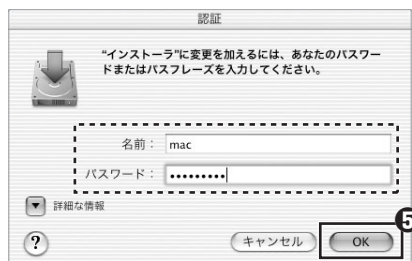 認証
“インストーラ”に変更を加えるには、あなたのパスワー
ドまたはパスフレーズを入力してください。
名前： mac
パスワード： •••••••••
詳細な情報
?
キャンセル
OK
5